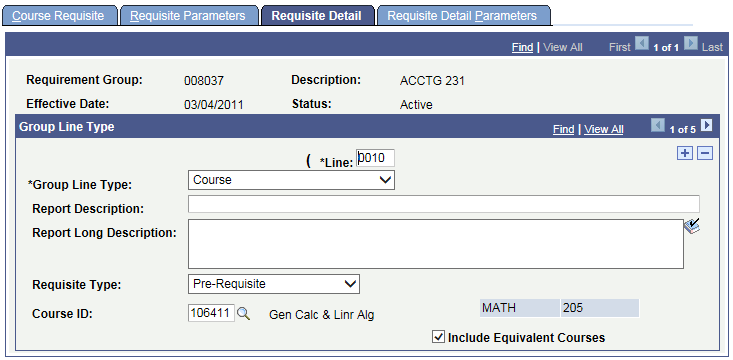 Course Requisite Requisite Parameters Requisite Detail Requisite Detail Parameters
Find | View All First 1 of 1 Last
Requirement Group: 008037 Description: ACCTG 231
Effective Date: 03/04/2011 Status: Active
Group Line Type Find | View All 1 of 5
( *Line: 0010
*Group Line Type: Course
Report Description:
Report Long Description:
Requisite Type: Pre-Requisite
Course ID: 106411 Gen Calc & Linr Alg MATH 205
Include Equivalent Courses